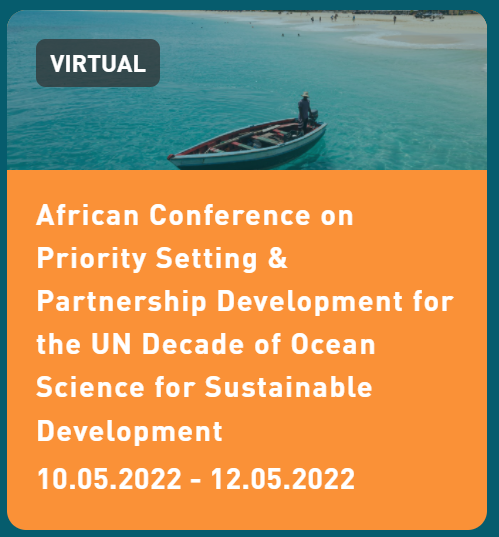 VIRTUAL
African Conference on
Priority Setting &
Partnership Development for
the UN Decade of Ocean
Science for Sustainable
Development
10.05.2022 - 12.05.2022